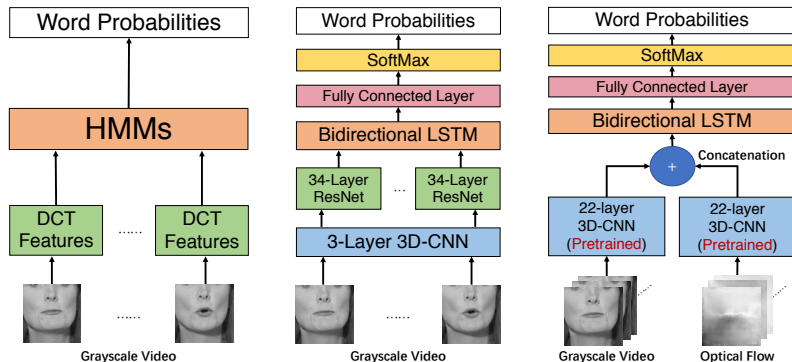 Word Probabilities
HMMs
DCT
Features
......
DCT
Features
......
Grayscale Video
Word Probabilities
SoftMax
Fully Connected Layer
Bidirectional LSTM
34-Layer
ResNet
...
34-Layer
ResNet
3-Layer 3D-CNN
......
Grayscale Video
Word Probabilities
SoftMax
Fully Connected Layer
Bidirectional LSTM
+
Concatenation
22-layer
3D-CNN
(Pretrained)
22-layer
3D-CNN
(Pretrained)
......
......
Grayscale Video
Optical Flow